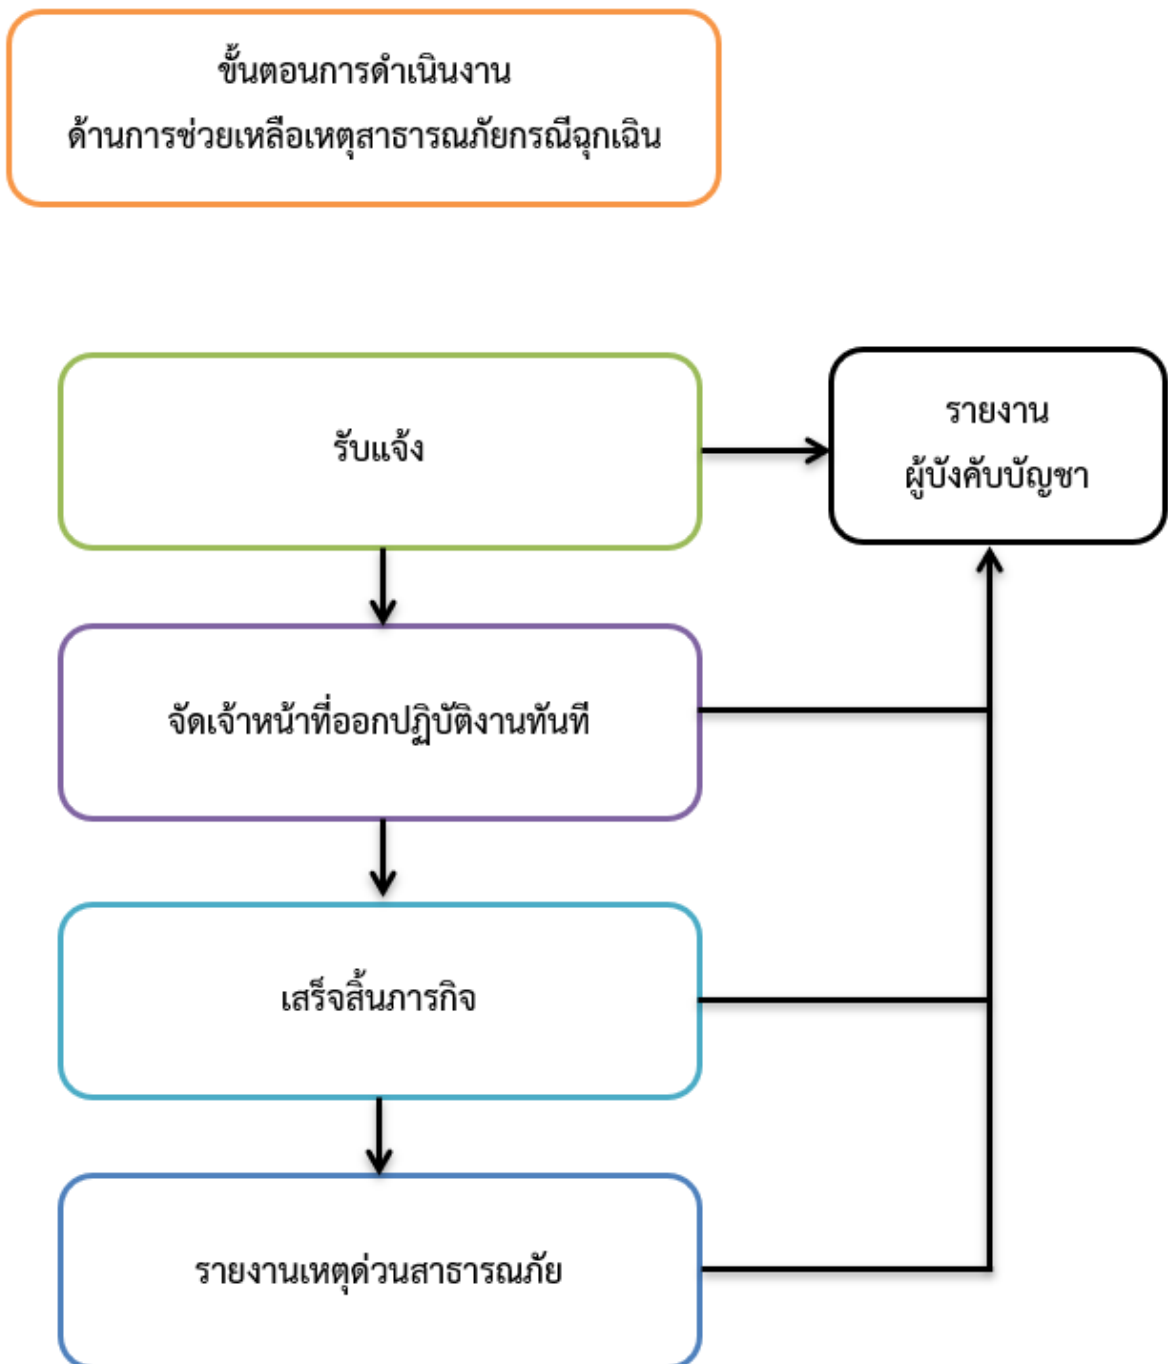 ขั้นตอนการดำเนินงาน
ด้านการช่วยเหลือเหตุสาธารณภัยกรณีฉุกเฉิน
รับแจ้ง
รายงาน
ผู้บังคับบัญชา
จัดเจ้าหน้าที่ออกปฏิบัติงานทันที
เสร็จสิ้นภารกิจ
รายงานเหตุด่วนสาธารณภัย